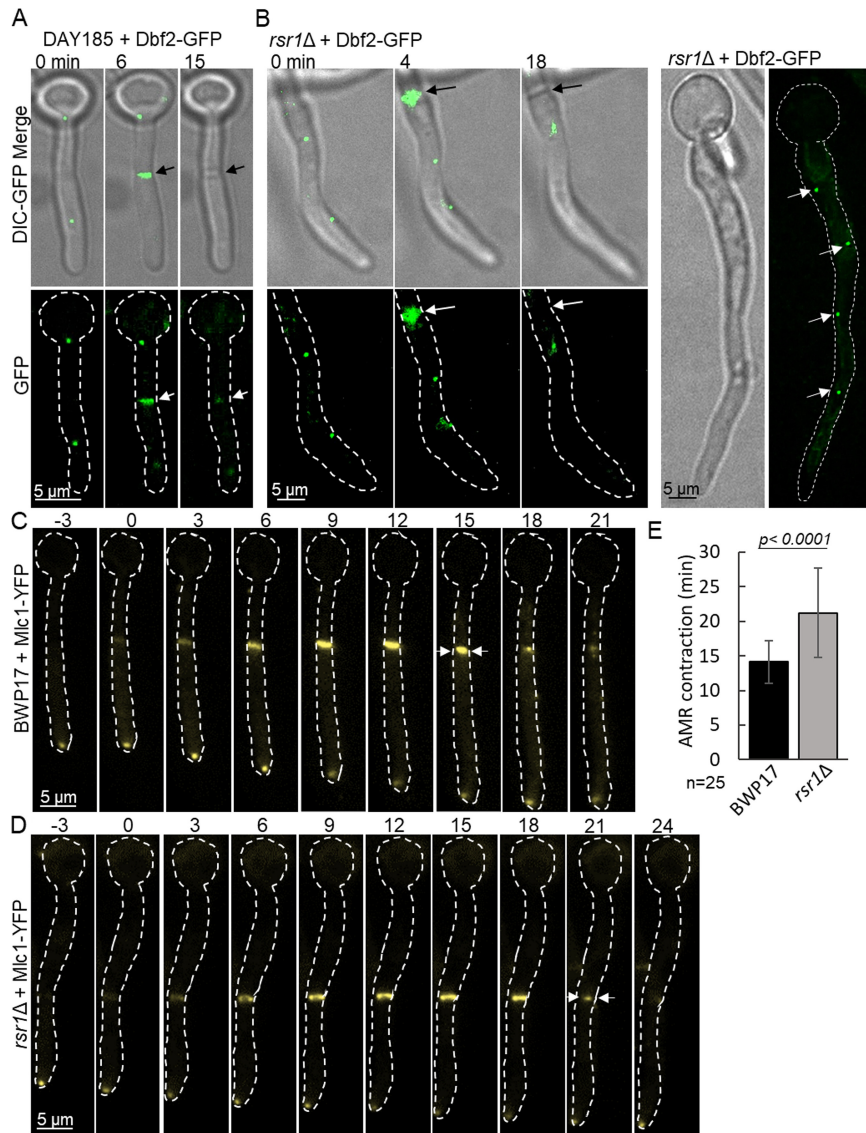 A
DAY185 + Dbf2-GFP
0 min 6 15
DIC-GFP Merge
GFP
5 µm
B
rsr1Δ + Dbf2-GFP
0 min 4 18
5 µm
rsr1Δ + Dbf2-GFP
5 µm
C
-3 0 3 6 9 12 15 18 21
BWP17 + Mlc1-YFP
5 µm
D
-3 0 3 6 9 12 15 18 21 24
rsr1Δ + Mlc1-YFP
5 µm
E
p< 0.0001
AMR contraction (min)
30
25
20
15
10
5
0
n=25
BWP17
rsr1Δ